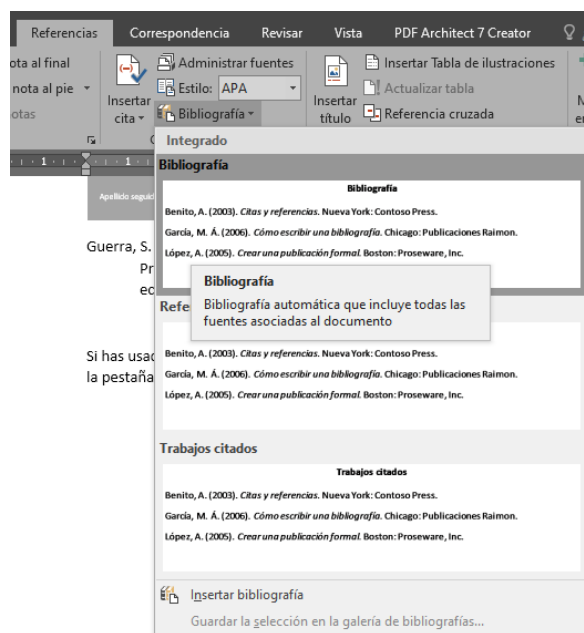 Referencias Correspondencia Revisar Vista PDF Architect 7 Creator
ota al final
nota al pie
otas
Insertar
cita
Administrar fuentes
Estilo: APA
Bibliografía
Insertar
título
Insertar Tabla de ilustraciones
Actualizar tabla
Referencia cruzada
Integrado
1 1
Apellido seguid
Guerra, S.
Pr
ed
Si has usad
la pestaña
Bibliografía
Bibliografía
Benito, A. (2003). Citas y referencias. Nueva York: Contoso Press.
García, M. Á. (2006). Cómo escribir una bibliografía. Chicago: Publicaciones Raimon.
López, A. (2005). Crear una publicación formal. Boston: Proseware, Inc.
Bibliografía
Bibliografía automática que incluye todas las
fuentes asociadas al documento
Refe
Benito, A. (2003). Citas y referencias. Nueva York: Contoso Press.
García, M. Á. (2006). Cómo escribir una bibliografía. Chicago: Publicaciones Raimon.
López, A. (2005). Crear una publicación formal. Boston: Proseware, Inc.
Trabajos citados
Trabajos citados
Benito, A. (2003). Citas y referencias. Nueva York: Contoso Press.
García, M. Á. (2006). Cómo escribir una bibliografía. Chicago: Publicaciones Raimon.
López, A. (2005). Crear una publicación formal. Boston: Proseware, Inc.
Insertar bibliografía
Guardar la selección en la galería de bibliografías...